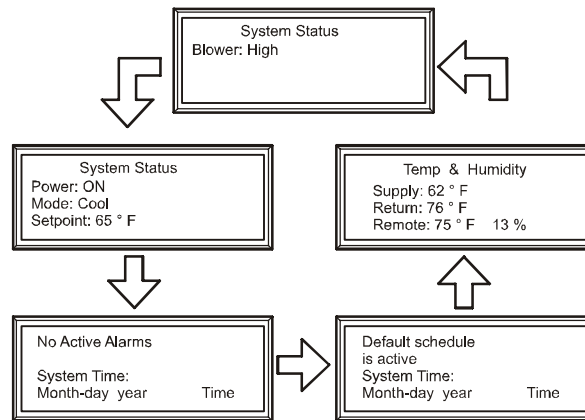 System Status
Blower: High
System Status
Power: ON
Mode: Cool
Setpoint: 65 ° F
Temp & Humidity
Supply: 62 ° F
Return: 76 ° F
Remote: 75 ° F 13 %
No Active Alarms
System Time:
Month-day year Time
Default schedule
is active
System Time:
Month-day year Time